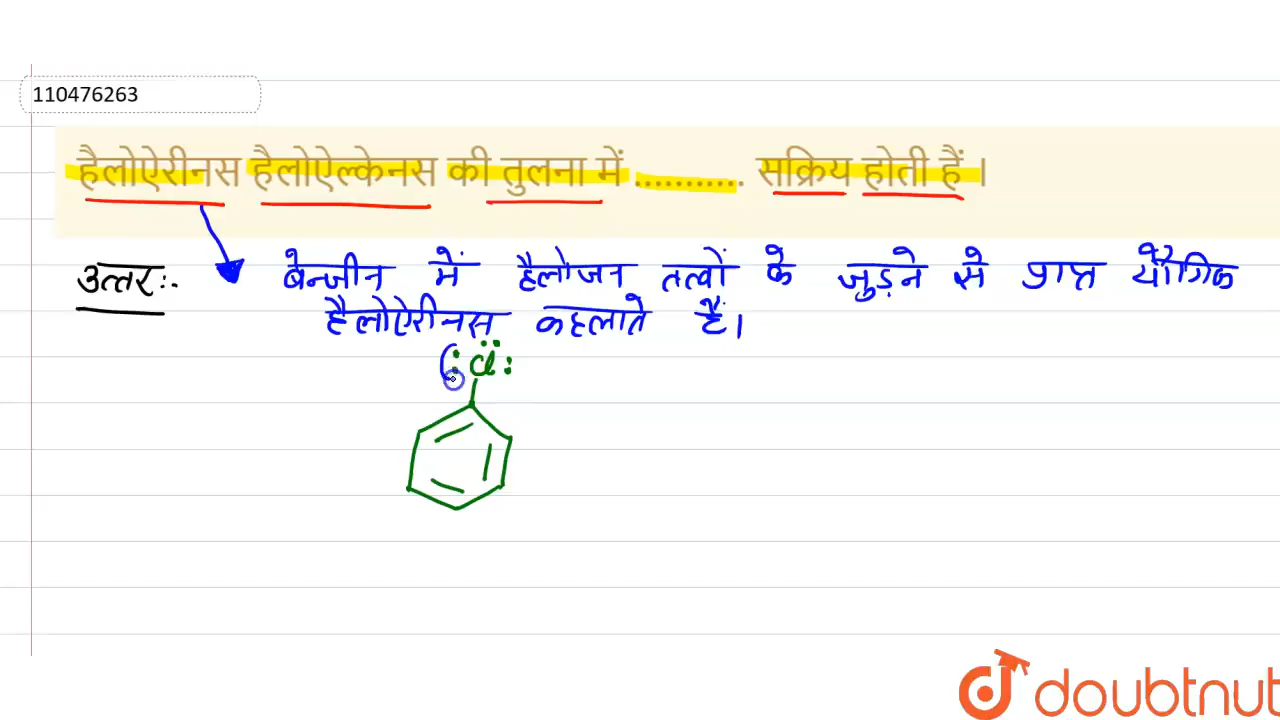 110476263
हैलोऐरीनस हैलोऐल्केनस की तुलना में ........... सक्रिय होती हैं ।
उत्तरः- बेन्जीन में हैलोजन तत्वों के जुड़ने से प्राप्त यौगिक
हैलोऐरीनस कहलाते हैं।
Cl
doubtnut